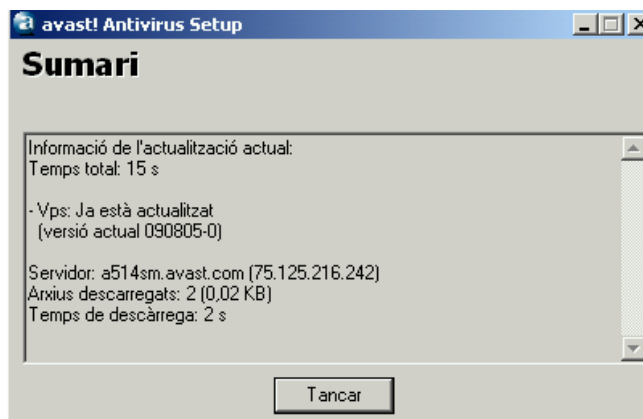 avast! Antivirus Setup
Sumari
Informació de l'actualització actual:
Temps total: 15 s
- Vps: Ja està actualitzat
(versió actual 090805-0)
Servidor: a514sm.avast.com (75.125.216.242)
Arxius descarregats: 2 (0,02 KB)
Temps de descàrrega: 2 s
Tancar